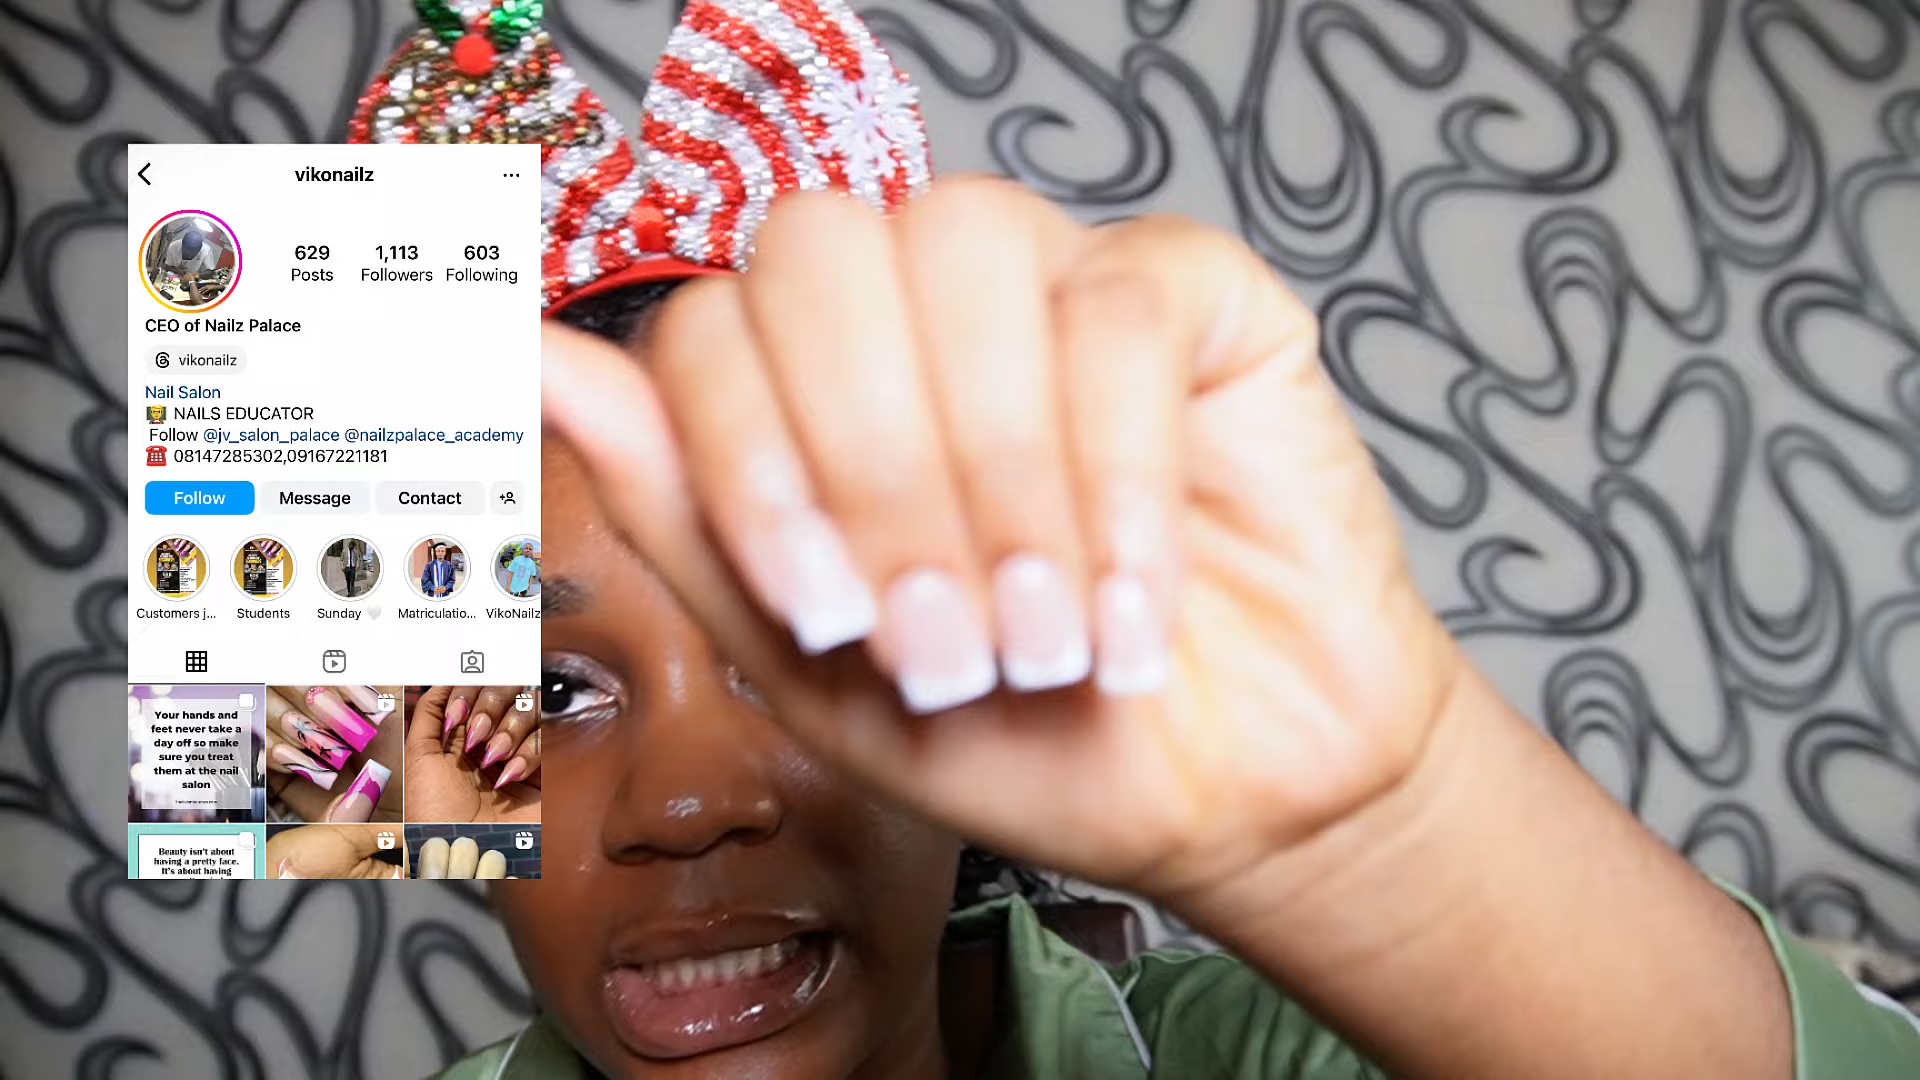 vikonailz
629
1,113
603
Posts
Followers
Following
CEO of Nailz Palace
vikonailz
Nail Salon
NAILS EDUCATOR
Follow @jv_salon_palace @nailzpalace_academy
08147285302,09167221181
Follow
Message
Contact
Customers j...
Students
Sunday
Matriculatio...
VikoNailz
Your hands and
feet never take a
day off so make
sure you treat
them at the nail
salon
Beauty isn't about
having a pretty face.
It's about having